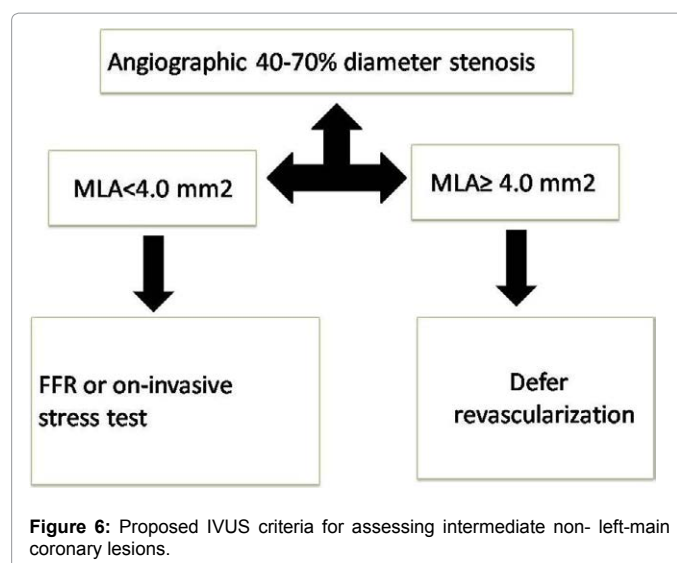 Angiographic 40-70% diameter stenosis
MLA<4.0 mm2
MLA≥ 4.0 mm2
FFR or on-invasive
stress test
Defer
revascularization
Figure 6: Proposed IVUS criteria for assessing intermediate non- left-main
coronary lesions.